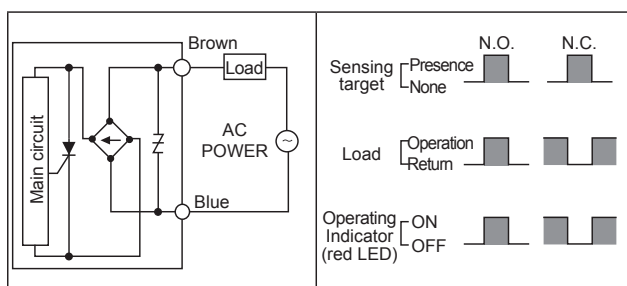 Brown
Load
Main circuit
AC
POWER
~
Blue
N.O. N.C.
Sensing target Presence
None
Load Operation
Return
Operating Indicator (red LED) ON
OFF